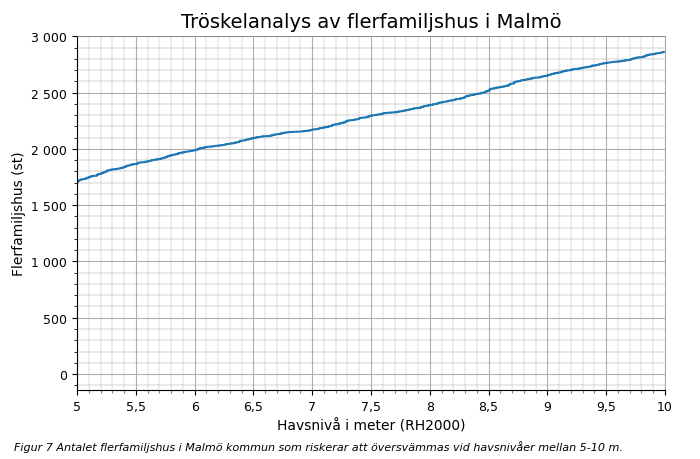 Tröskelanalys av flerfamiljshus i Malmö
3 000
2 500
2 000
1 500
1 000
500
0
Flerfamiljshus (st)
5 5,5 6 6,5 7 7,5 8 8,5 9 9,5 10
Havsnivå i meter (RH2000)
Figur 7 Antalet flerfamiljshus i Malmö kommun som riskerar att översvämmas vid havsnivåer mellan 5-10 m.